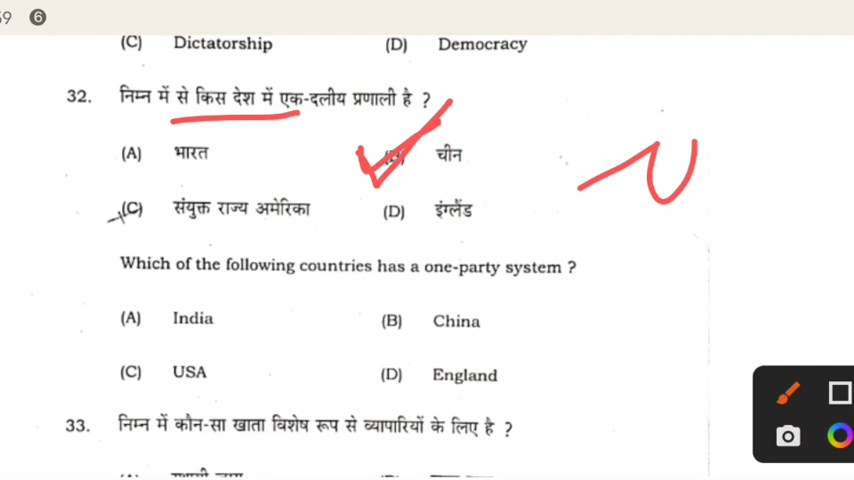 59 6
(C) Dictatorship (D) Democracy
32. निम्न में से किस देश में एक-दलीय प्रणाली है ?
(A) भारत चीन
(C) संयुक्त राज्य अमेरिका (D) इंग्लैंड
Which of the following countries has a one-party system ?
(A) India (B) China
(C) USA (D) England
33. निम्न में कौन-सा खाता विशेष रूप से व्यापारियों के लिए है ?